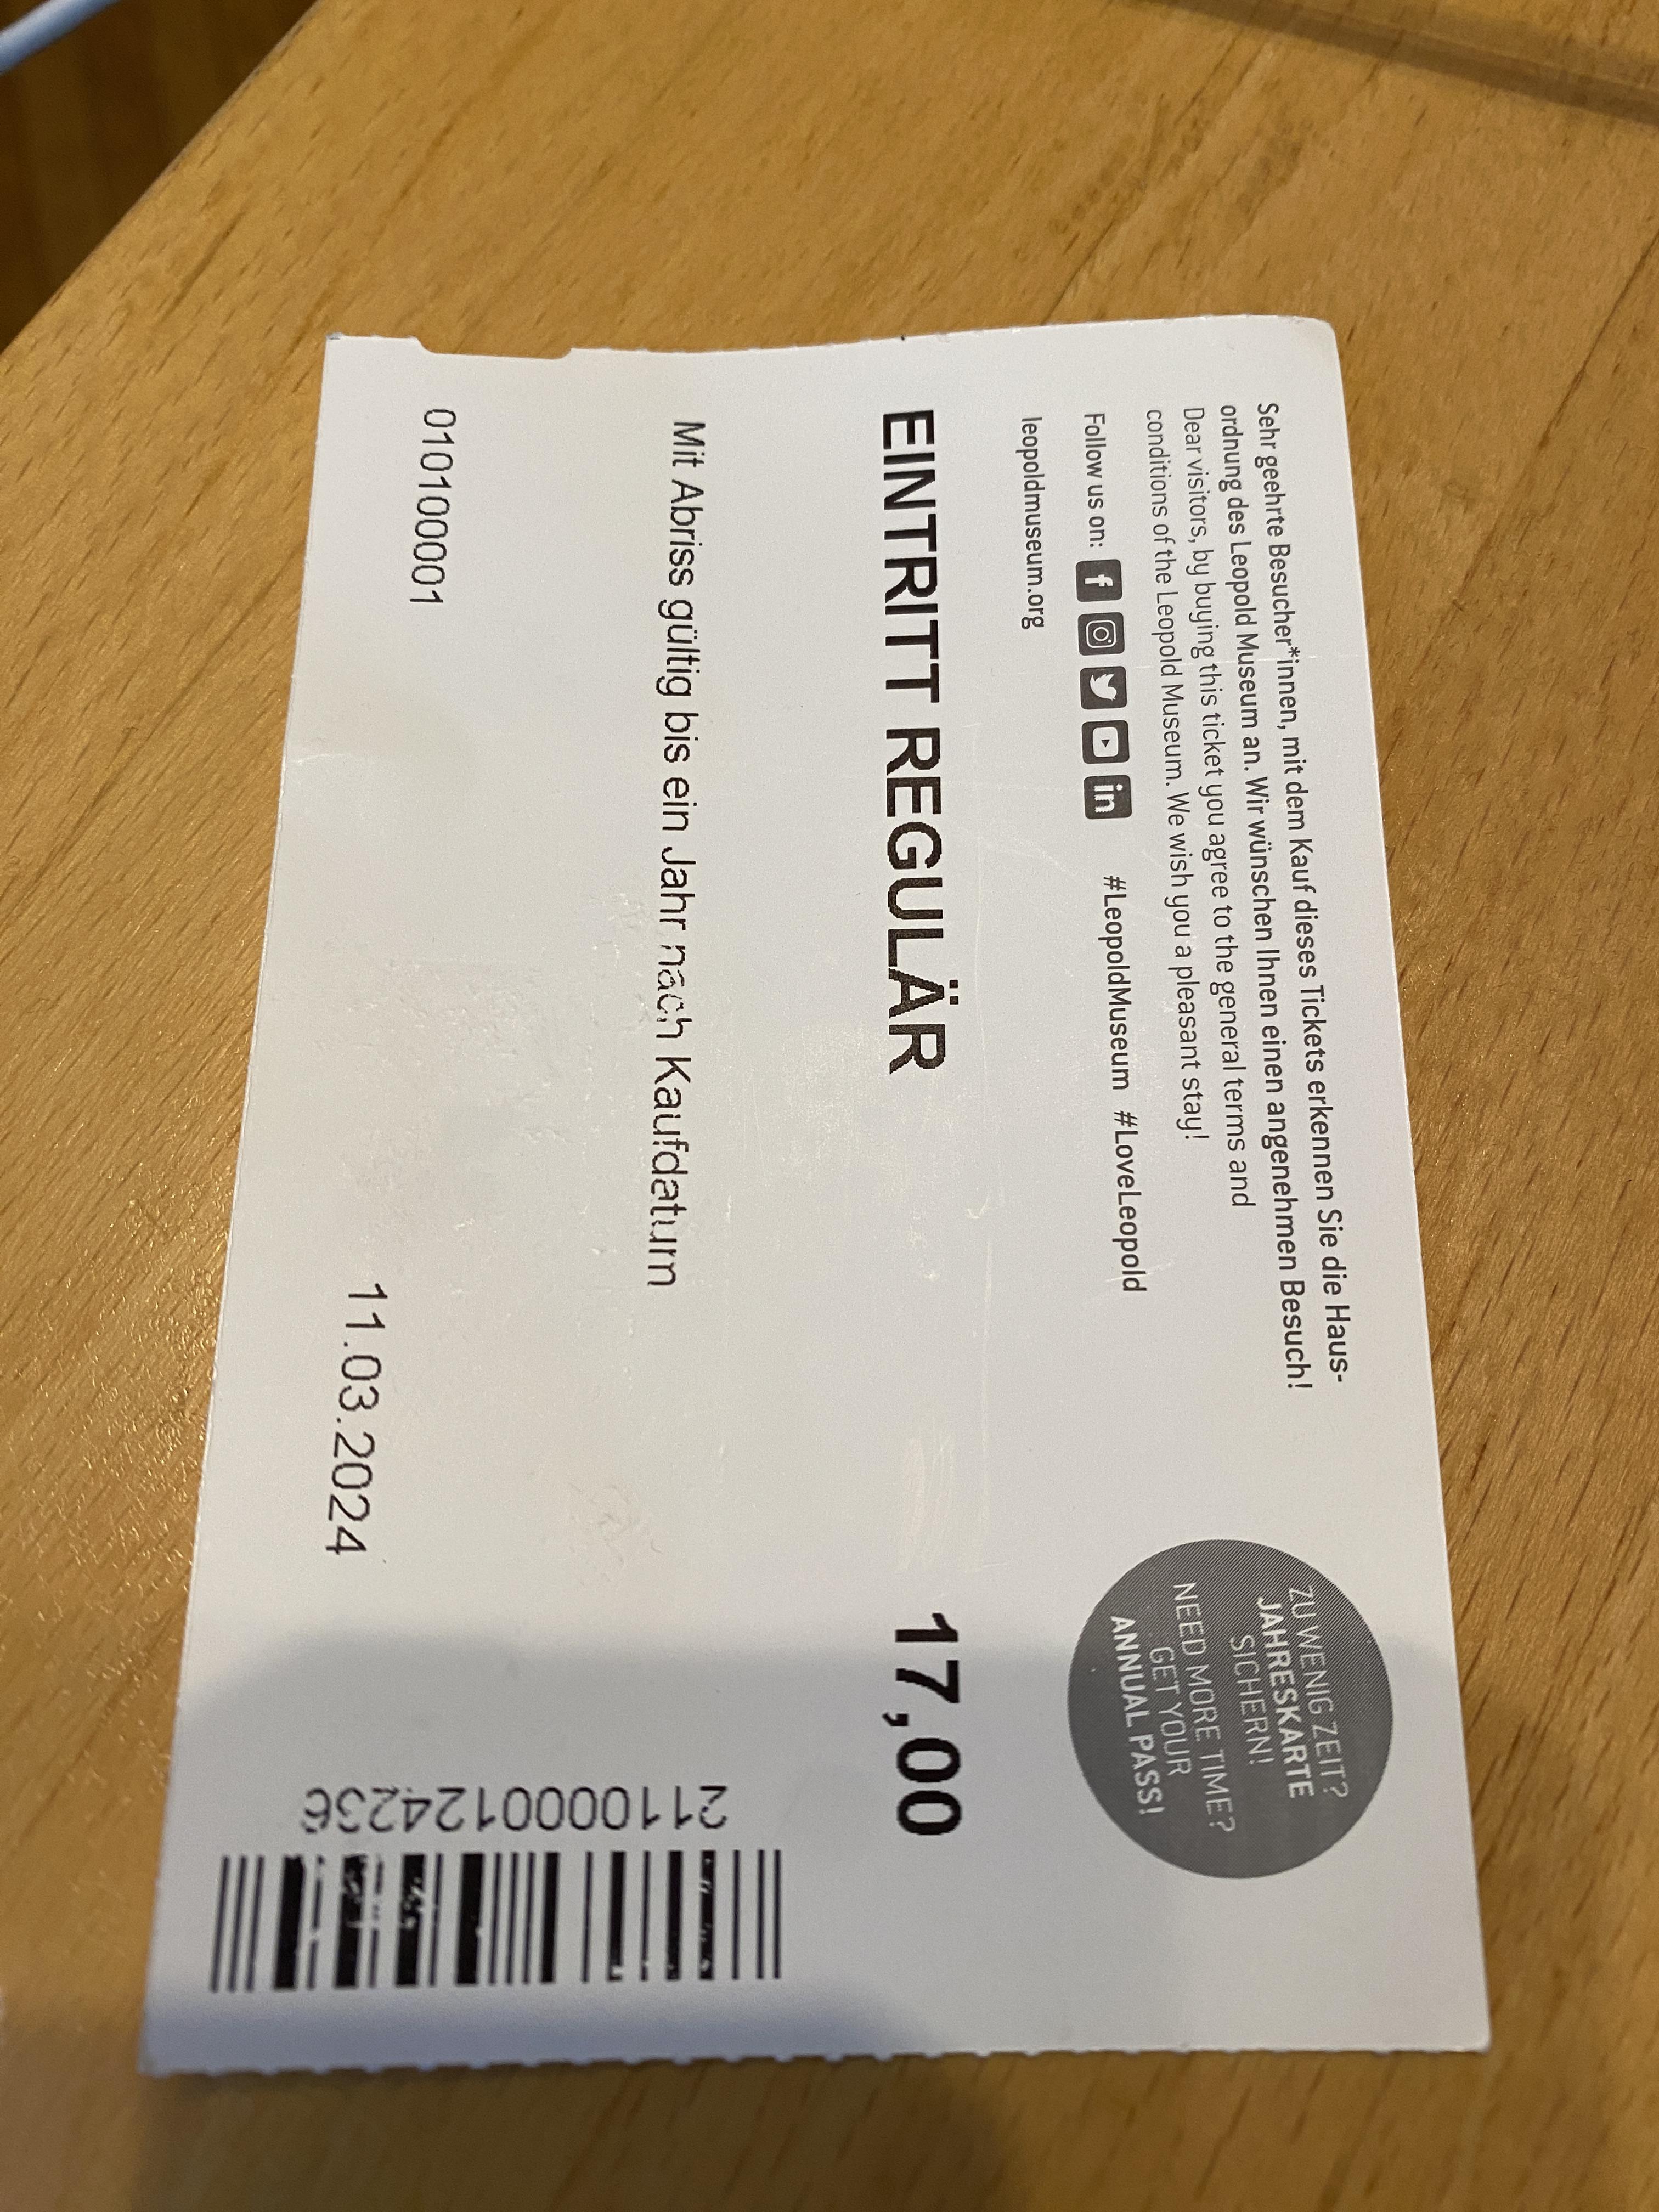 Sehr geehrte Besucher*innen, mit dem Kauf dieses Tickets erkennen Sie die Haus-
ordnung des Leopold Museum an. Wir wünschen Ihnen einen angenehmen Besuch!
Dear visitors, by buying this ticket you agree to the general terms and
conditions of the Leopold Museum. We wish you a pleasant stay!
Follow us on: #LeopoldMuseum #LoveLeopold
leopoldmuseum.org
ZU WENIG ZEIT?
JAHRESKARTE
SICHERN!
NEED MORE TIME?
GET YOUR
ANNUAL PASS!
EINTRITT REGULÄR 17,00
Mit Abriss gültig bis ein Jahr nach Kaufdatum
01010001
11.03.2024
2110000124236